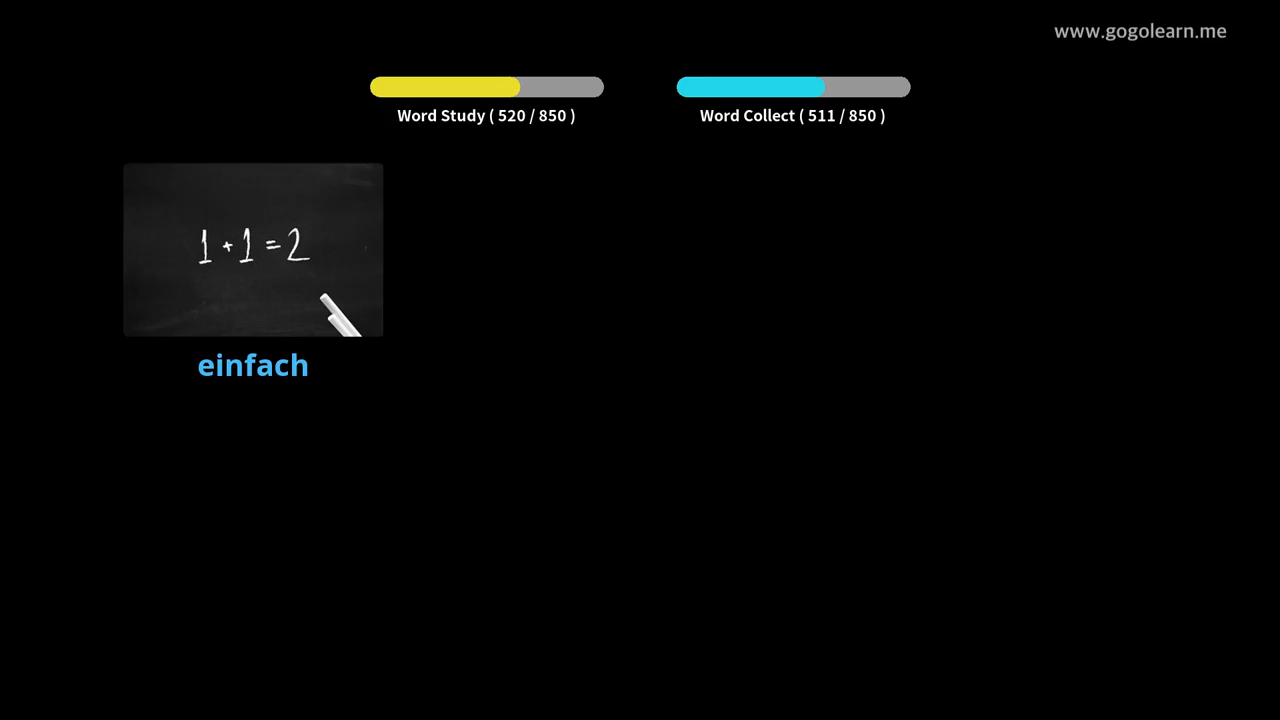 www.gogolearn.me
Word Study ( 520 / 850 )
Word Collect ( 511 / 850 )
1 + 1 = 2
einfach